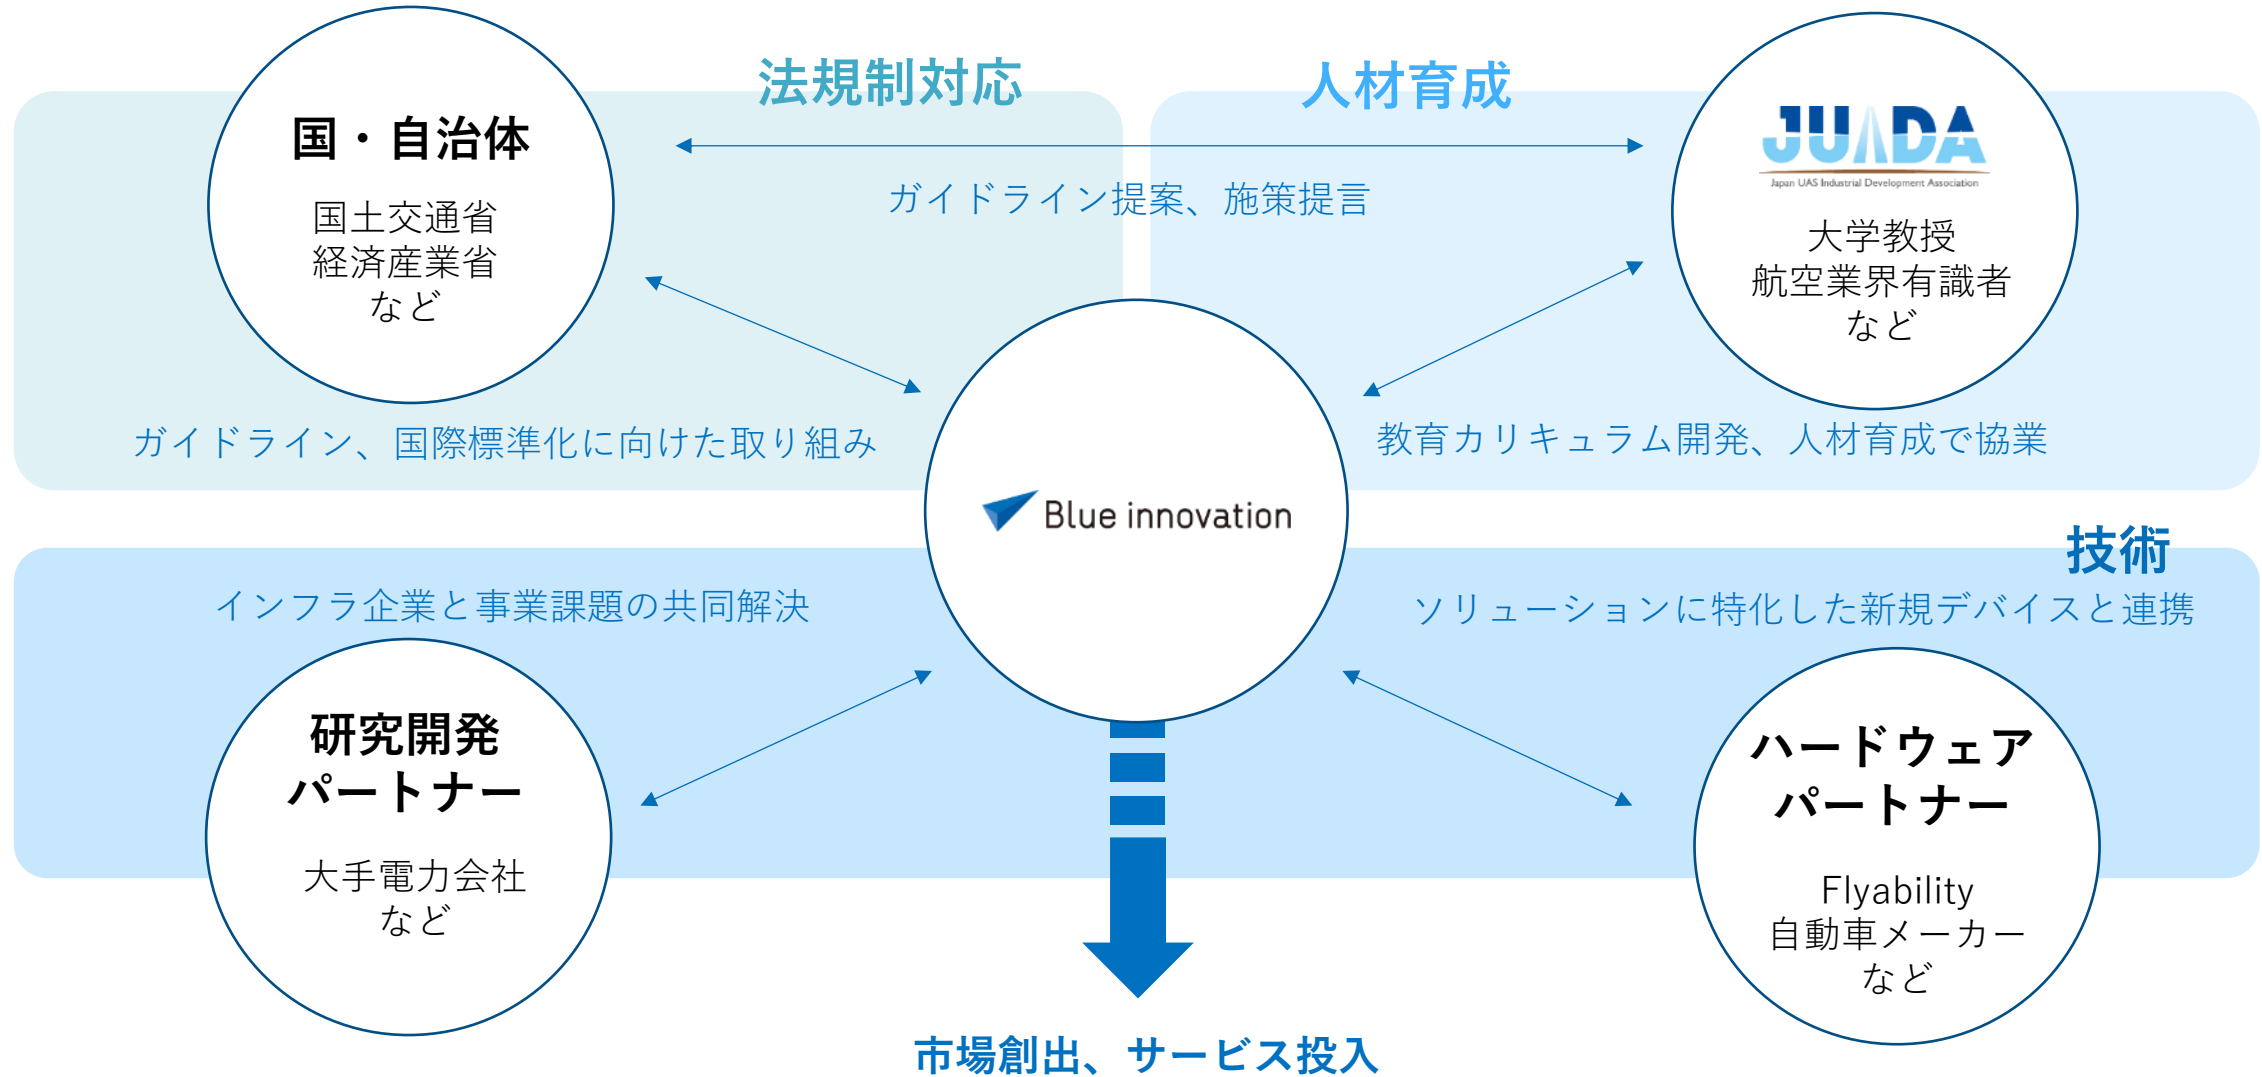 法規制対応
人材育成
国・自治体
国土交通省
経済産業省
など
ガイドライン提案、施策提言
JUIDA
Japan UAS Industrial Development Association
大学教授
航空業界有識者
など
ガイドライン、国際標準化に向けた取り組み
教育カリキュラム開発、人材育成で協業
Blue innovation
技術
インフラ企業と事業課題の共同解決
ソリューションに特化した新規デバイスと連携
研究開発
パートナー
大手電力会社
など
ハードウェア
パートナー
Flyability
自動車メーカー
など
市場創出、サービス投入